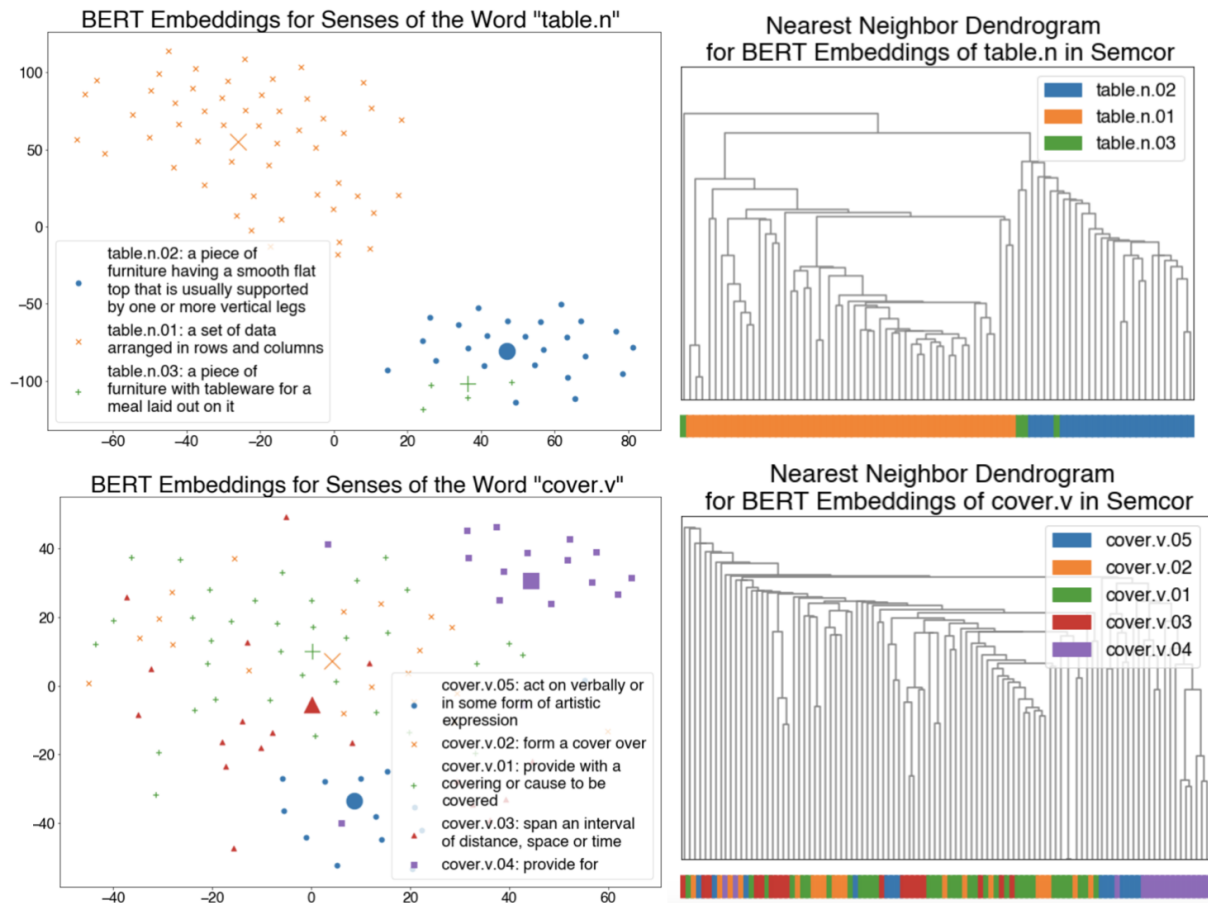 BERT Embeddings for Senses of the Word "table.n"
100
50
0
−50
−100
table.n.02: a piece of
furniture having a smooth flat
top that is usually supported
by one or more vertical legs
table.n.01: a set of data
arranged in rows and columns
table.n.03: a piece of
furniture with tableware for a
meal laid out on it
−60 −40 −20 0 20 40 60 80
Nearest Neighbor Dendrogram
for BERT Embeddings of table.n in Semcor
table.n.02
table.n.01
table.n.03
BERT Embeddings for Senses of the Word "cover.v"
40
20
0
−20
−40
cover.v.05: act on verbally or
in some form of artistic
expression
cover.v.02: form a cover over
cover.v.01: provide with a
covering or cause to be
covered
cover.v.03: span an interval
of distance, space or time
cover.v.04: provide for
−40 −20 0 20 40 60
Nearest Neighbor Dendrogram
for BERT Embeddings of cover.v in Semcor
cover.v.05
cover.v.02
cover.v.01
cover.v.03
cover.v.04